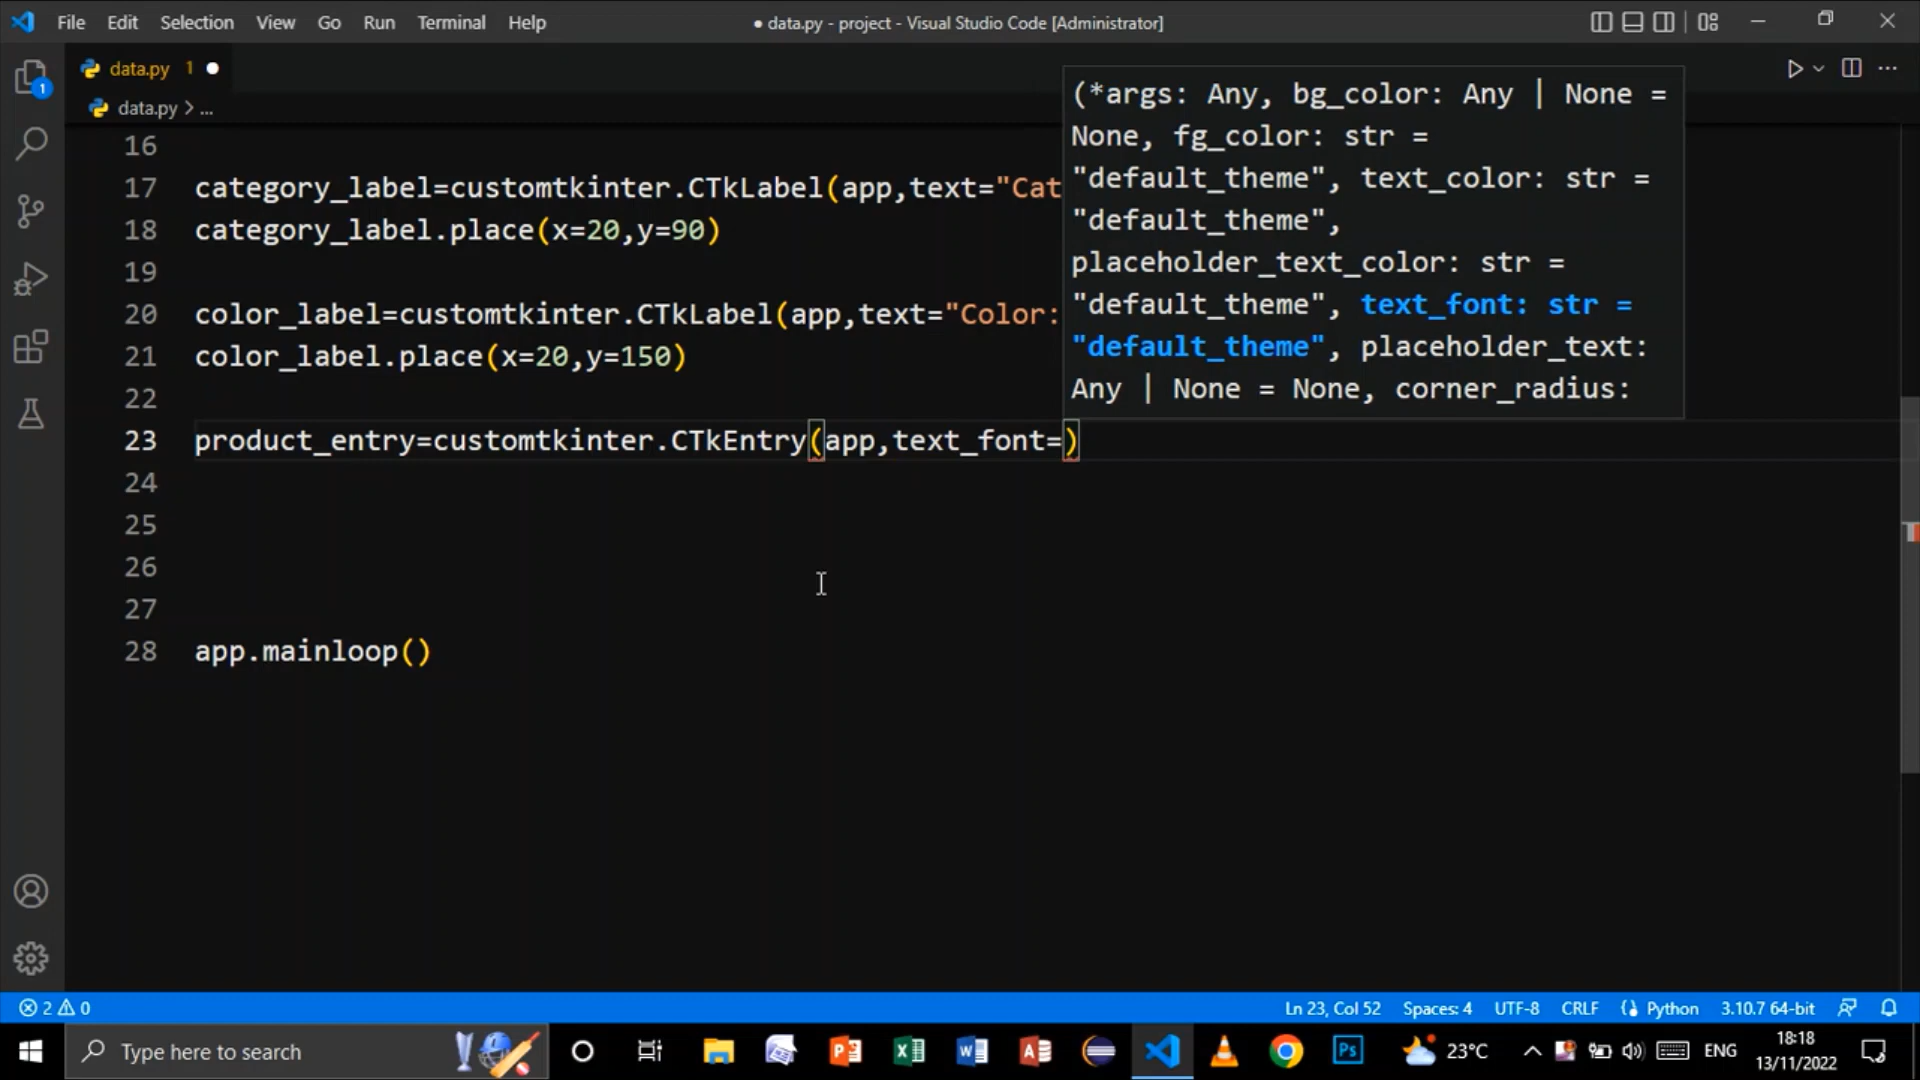 File Edit Selection View Go Run Terminal Help
● data.py - project - Visual Studio Code [Administrator]
data.py 1 ●
data.py > ...
16
17 category_label=customtkinter.CTkLabel(app,text="Cat
18 category_label.place(x=20,y=90)
19
20 color_label=customtkinter.CTkLabel(app,text="Color:
21 color_label.place(x=20,y=150)
22
23 product_entry=customtkinter.CTkEntry(app,text_font=)
24
25
26
27
28 app.mainloop()
(*args: Any, bg_color: Any | None =
None, fg_color: str =
"default_theme", text_color: str =
"default_theme",
placeholder_text_color: str =
"default_theme", text_font: str =
"default_theme", placeholder_text:
Any | None = None, corner_radius:
1
2 0
Ln 23, Col 52 Spaces: 4 UTF-8 CRLF Python 3.10.7 64-bit
Type here to search
Ps
23°C
ENG
18:18
13/11/2022